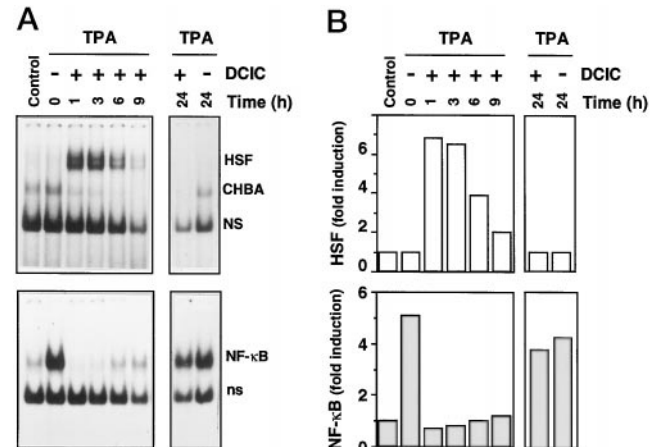 A
TPA TPA
Control - + + + + + - DCIC
0 1 3 6 9 24 24 Time (h)
HSF
CHBA
NS
NF-κB
ns
B
TPA TPA
Control - + + + + + - DCIC
0 1 3 6 9 24 24 Time (h)
HSF (fold induction)
6
4
2
0
NF-κB (fold induction)
6
4
2
0